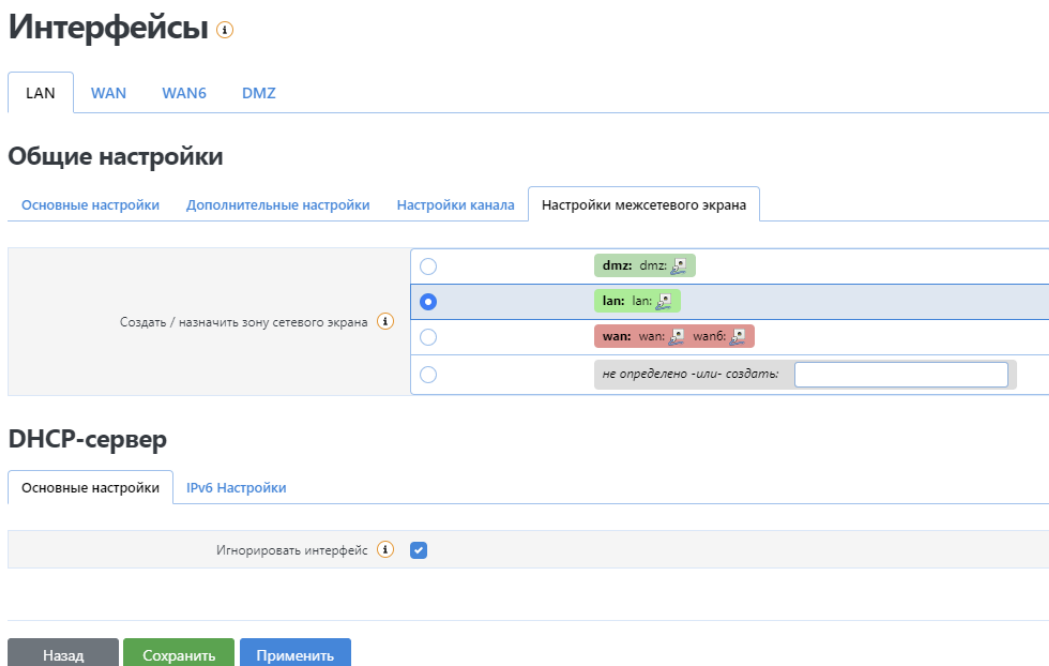 Интерфейсы
LAN WAN WAN6 DMZ
Общие настройки
Основные настройки Дополнительные настройки Настройки канала Настройки межсетевого экрана
dmz: dmz:
lan: lan:
Создать / назначить зону сетевого экрана
wan: wan: wan6:
не определено -или- создать:
DHCP-сервер
Основные настройки IPv6 Настройки
Игнорировать интерфейс
Назад Сохранить Применить